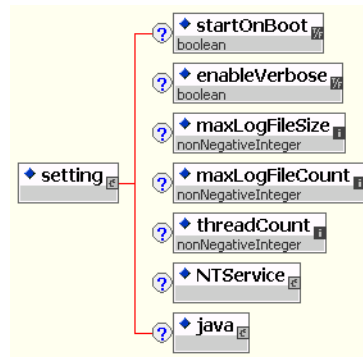 ? startOnBoot T/F
boolean
? enableVerbose T/F
boolean
? maxLogFileSize i
nonNegativeInteger
setting e
? maxLogFileCount i
nonNegativeInteger
? threadCount i
nonNegativeInteger
? NTService e
? java e